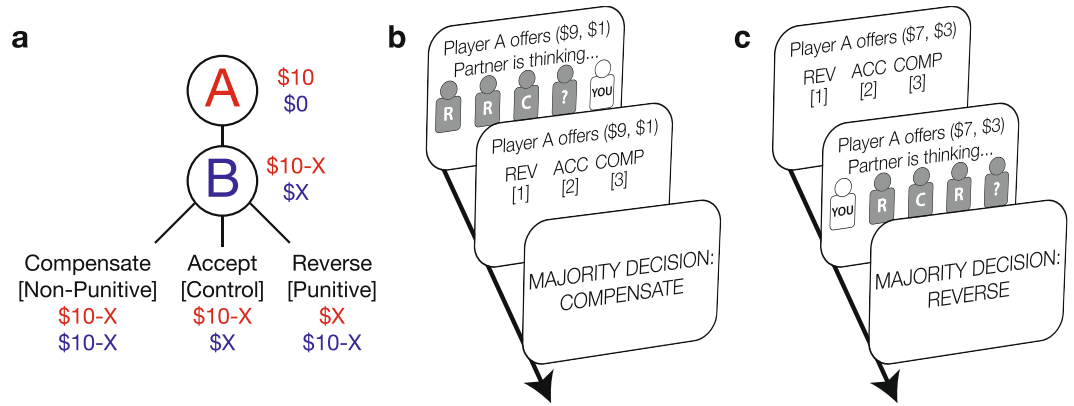 a
A
$10
$0
B
$10-X
$X
Compensate
[Non-Punitive]
$10-X
$10-X
Accept
[Control]
$10-X
$X
Reverse
[Punitive]
$X
$10-X
b
Player A offers ($9, $1)
Partner is thinking...
R R C ? YOU
Player A offers ($9, $1)
REV ACC COMP
[1] [2] [3]
MAJORITY DECISION:
COMPENSATE
c
Player A offers ($7, $3)
REV ACC COMP
[1] [2] [3]
Player A offers ($7, $3)
Partner is thinking...
YOU R C R ?
MAJORITY DECISION:
REVERSE